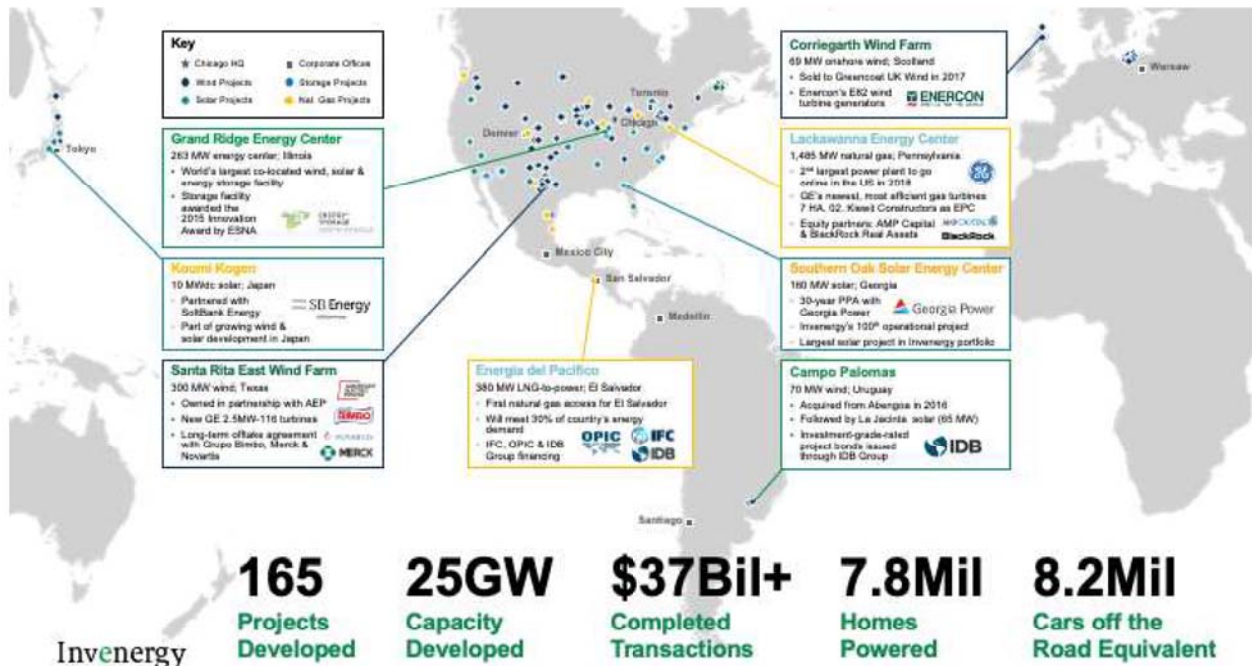 Key
Chicago HQ
Corporate Offices
Wind Projects
Storage Projects
Solar Projects
Nat. Gas Projects
Grand Ridge Energy Center
263 MW energy center; Illinois
• World's largest co-located wind, solar &
energy storage facility
• Storage facility
awarded the
2015 Innovation
Award by ESNA
Koumi Kogen
10 MWdc solar; Japan
• Partnered with
SoftBank Energy
• Part of growing wind &
solar development in Japan
SB Energy
Santa Rita East Wind Farm
300 MW wind; Texas
• Owned in partnership with AEP
• New GE 2.5MW-116 turbines
• Long-term offtake agreement
with Grupo Bimbo, Merck &
Novartis
BIMBO
MERCK
Energía del Pacífico
380 MW LNG-to-power; El Salvador
• First natural gas access for El Salvador
• Will meet 30% of country's energy
demand
• IFC, OPIC & IDB
Group financing
OPIC
IFC
IDB
Corriegarth Wind Farm
69 MW onshore wind; Scotland
• Sold to Greencoat UK Wind in 2017
• Enercon's E82 wind
turbine generators
ENERCON
Lackawanna Energy Center
1,485 MW natural gas; Pennsylvania
• 2nd largest power plant to go
online in the US in 2018
• GE's newest, most efficient gas turbines
7 HA. 02. Kiewit Constructors as EPC
• Equity partners: AMP Capital
& BlackRock Real Assets
AMP CAPITAL
BlackRock
Southern Oak Solar Energy Center
160 MW solar; Georgia
• 30-year PPA with
Georgia Power
• Invenergy's 100th operational project
• Largest solar project in Invenergy portfolio
Georgia Power
Campo Palomas
70 MW wind; Uruguay
• Acquired from Abengoa in 2016
• Followed by La Jacinta solar (65 MW)
• Investment-grade-rated
project bonds issued
through IDB Group
IDB
Tokyo
Denver
Toronto
Chicago
Mexico City
San Salvador
Medellin
Santiago
Warsaw
165
Projects
Developed
25GW
Capacity
Developed
$37Bil+
Completed
Transactions
7.8Mil
Homes
Powered
8.2Mil
Cars off the
Road Equivalent
Invenergy